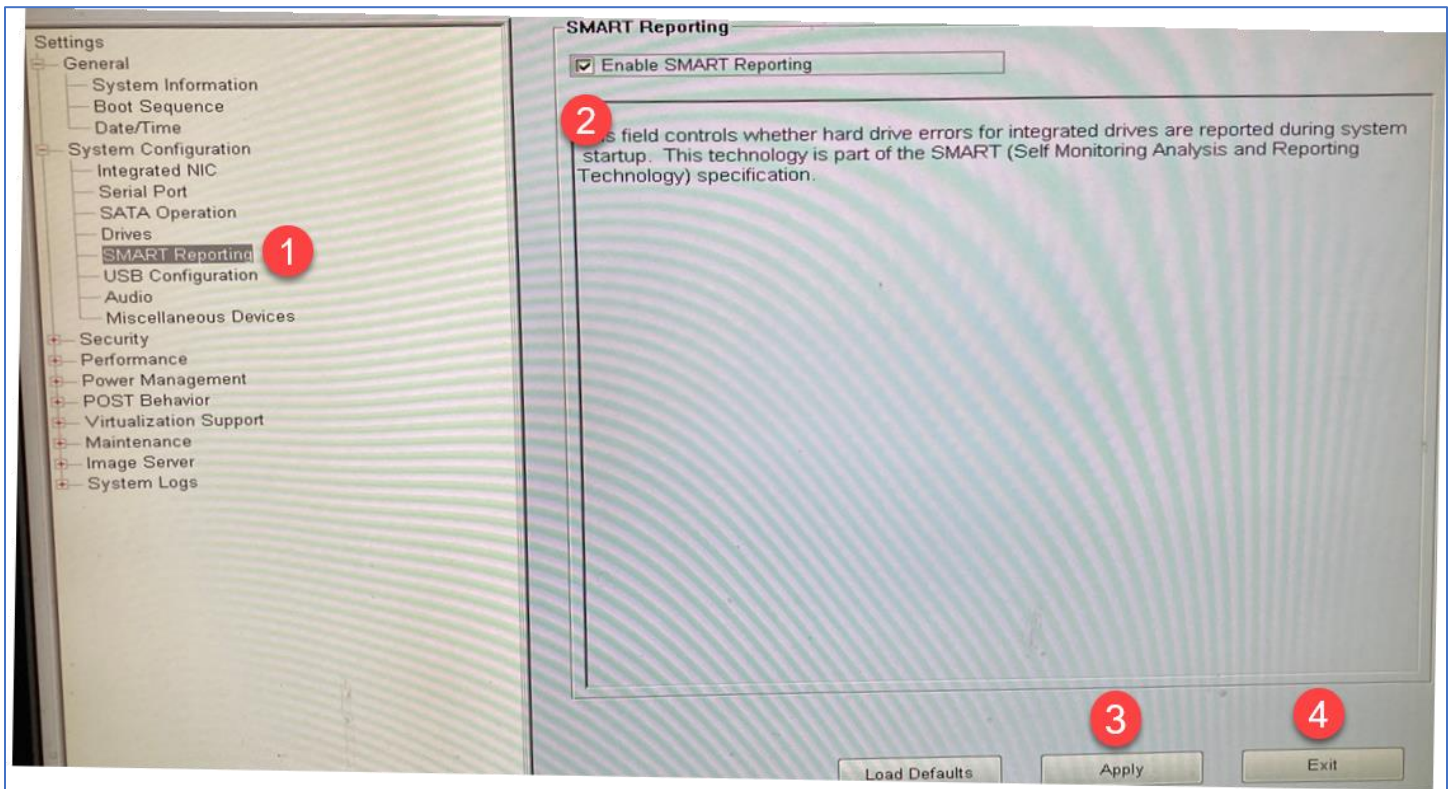 Settings
General
System Information
Boot Sequence
Date/Time
System Configuration
Integrated NIC
Serial Port
SATA Operation
Drives
SMART Reporting
1
USB Configuration
Audio
Miscellaneous Devices
Security
Performance
Power Management
POST Behavior
Virtualization Support
Maintenance
Image Server
System Logs
SMART Reporting
Enable SMART Reporting
2
s field controls whether hard drive errors for integrated drives are reported during system
startup. This technology is part of the SMART (Self Monitoring Analysis and Reporting
Technology) specification.
3
4
Load Defaults
Apply
Exit